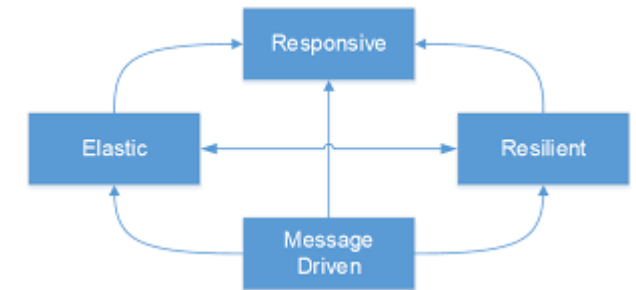 Responsive
Elastic
Resilient
Message
Driven